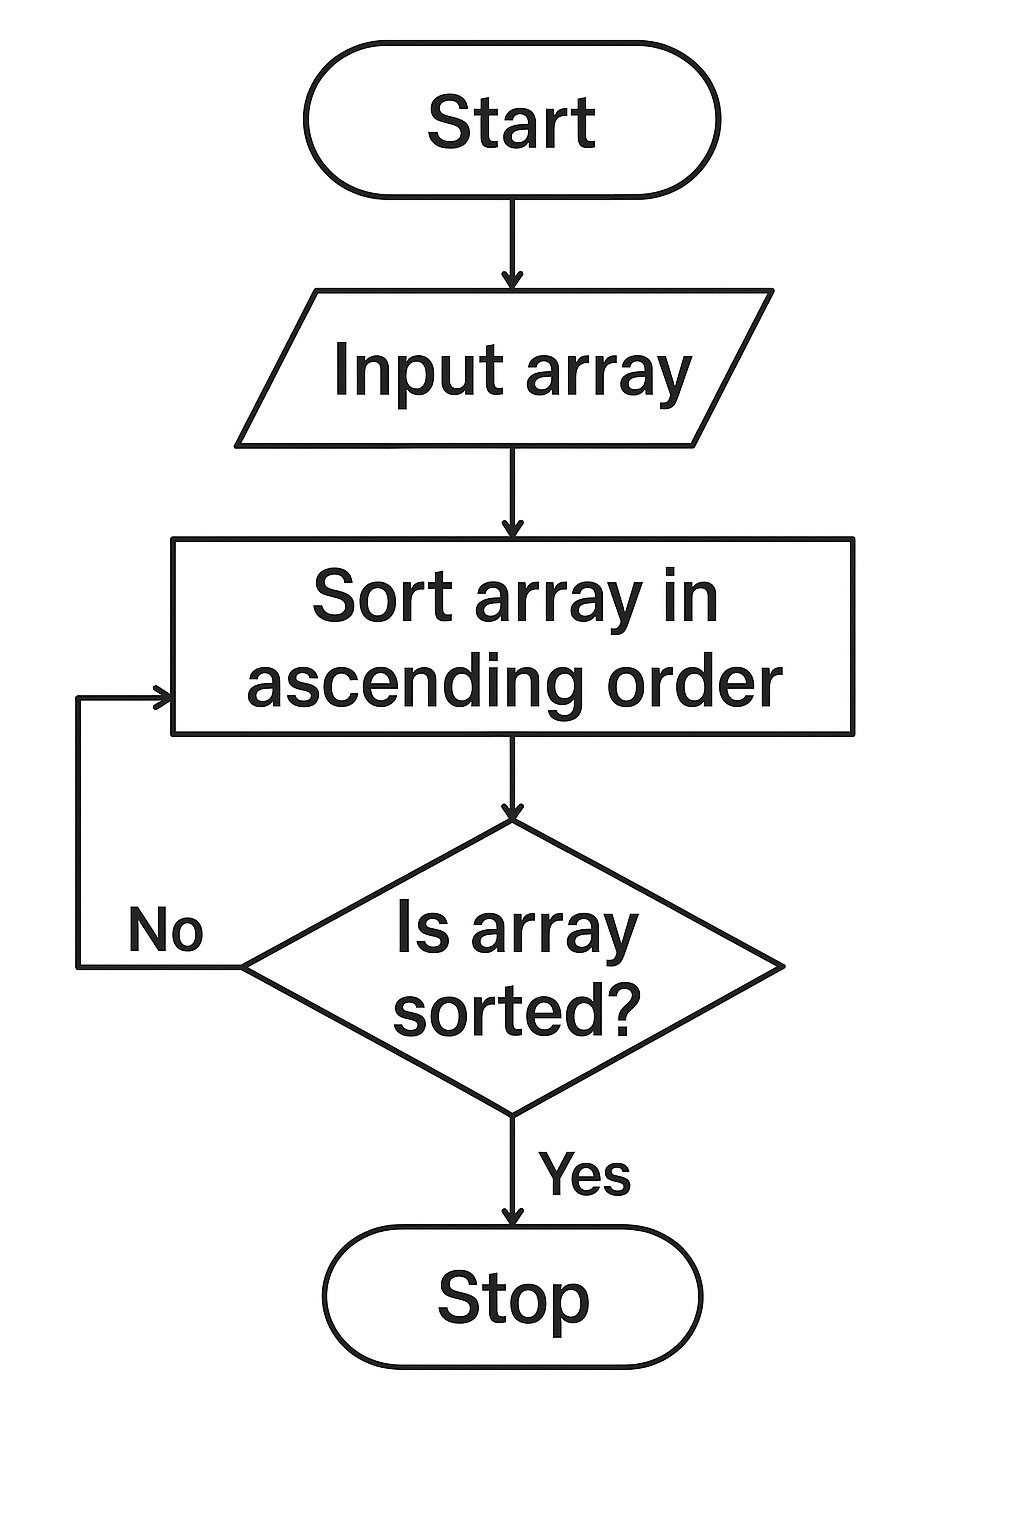 Start
Input array
Sort array in
ascending order
No
Is array
sorted?
Yes
Stop